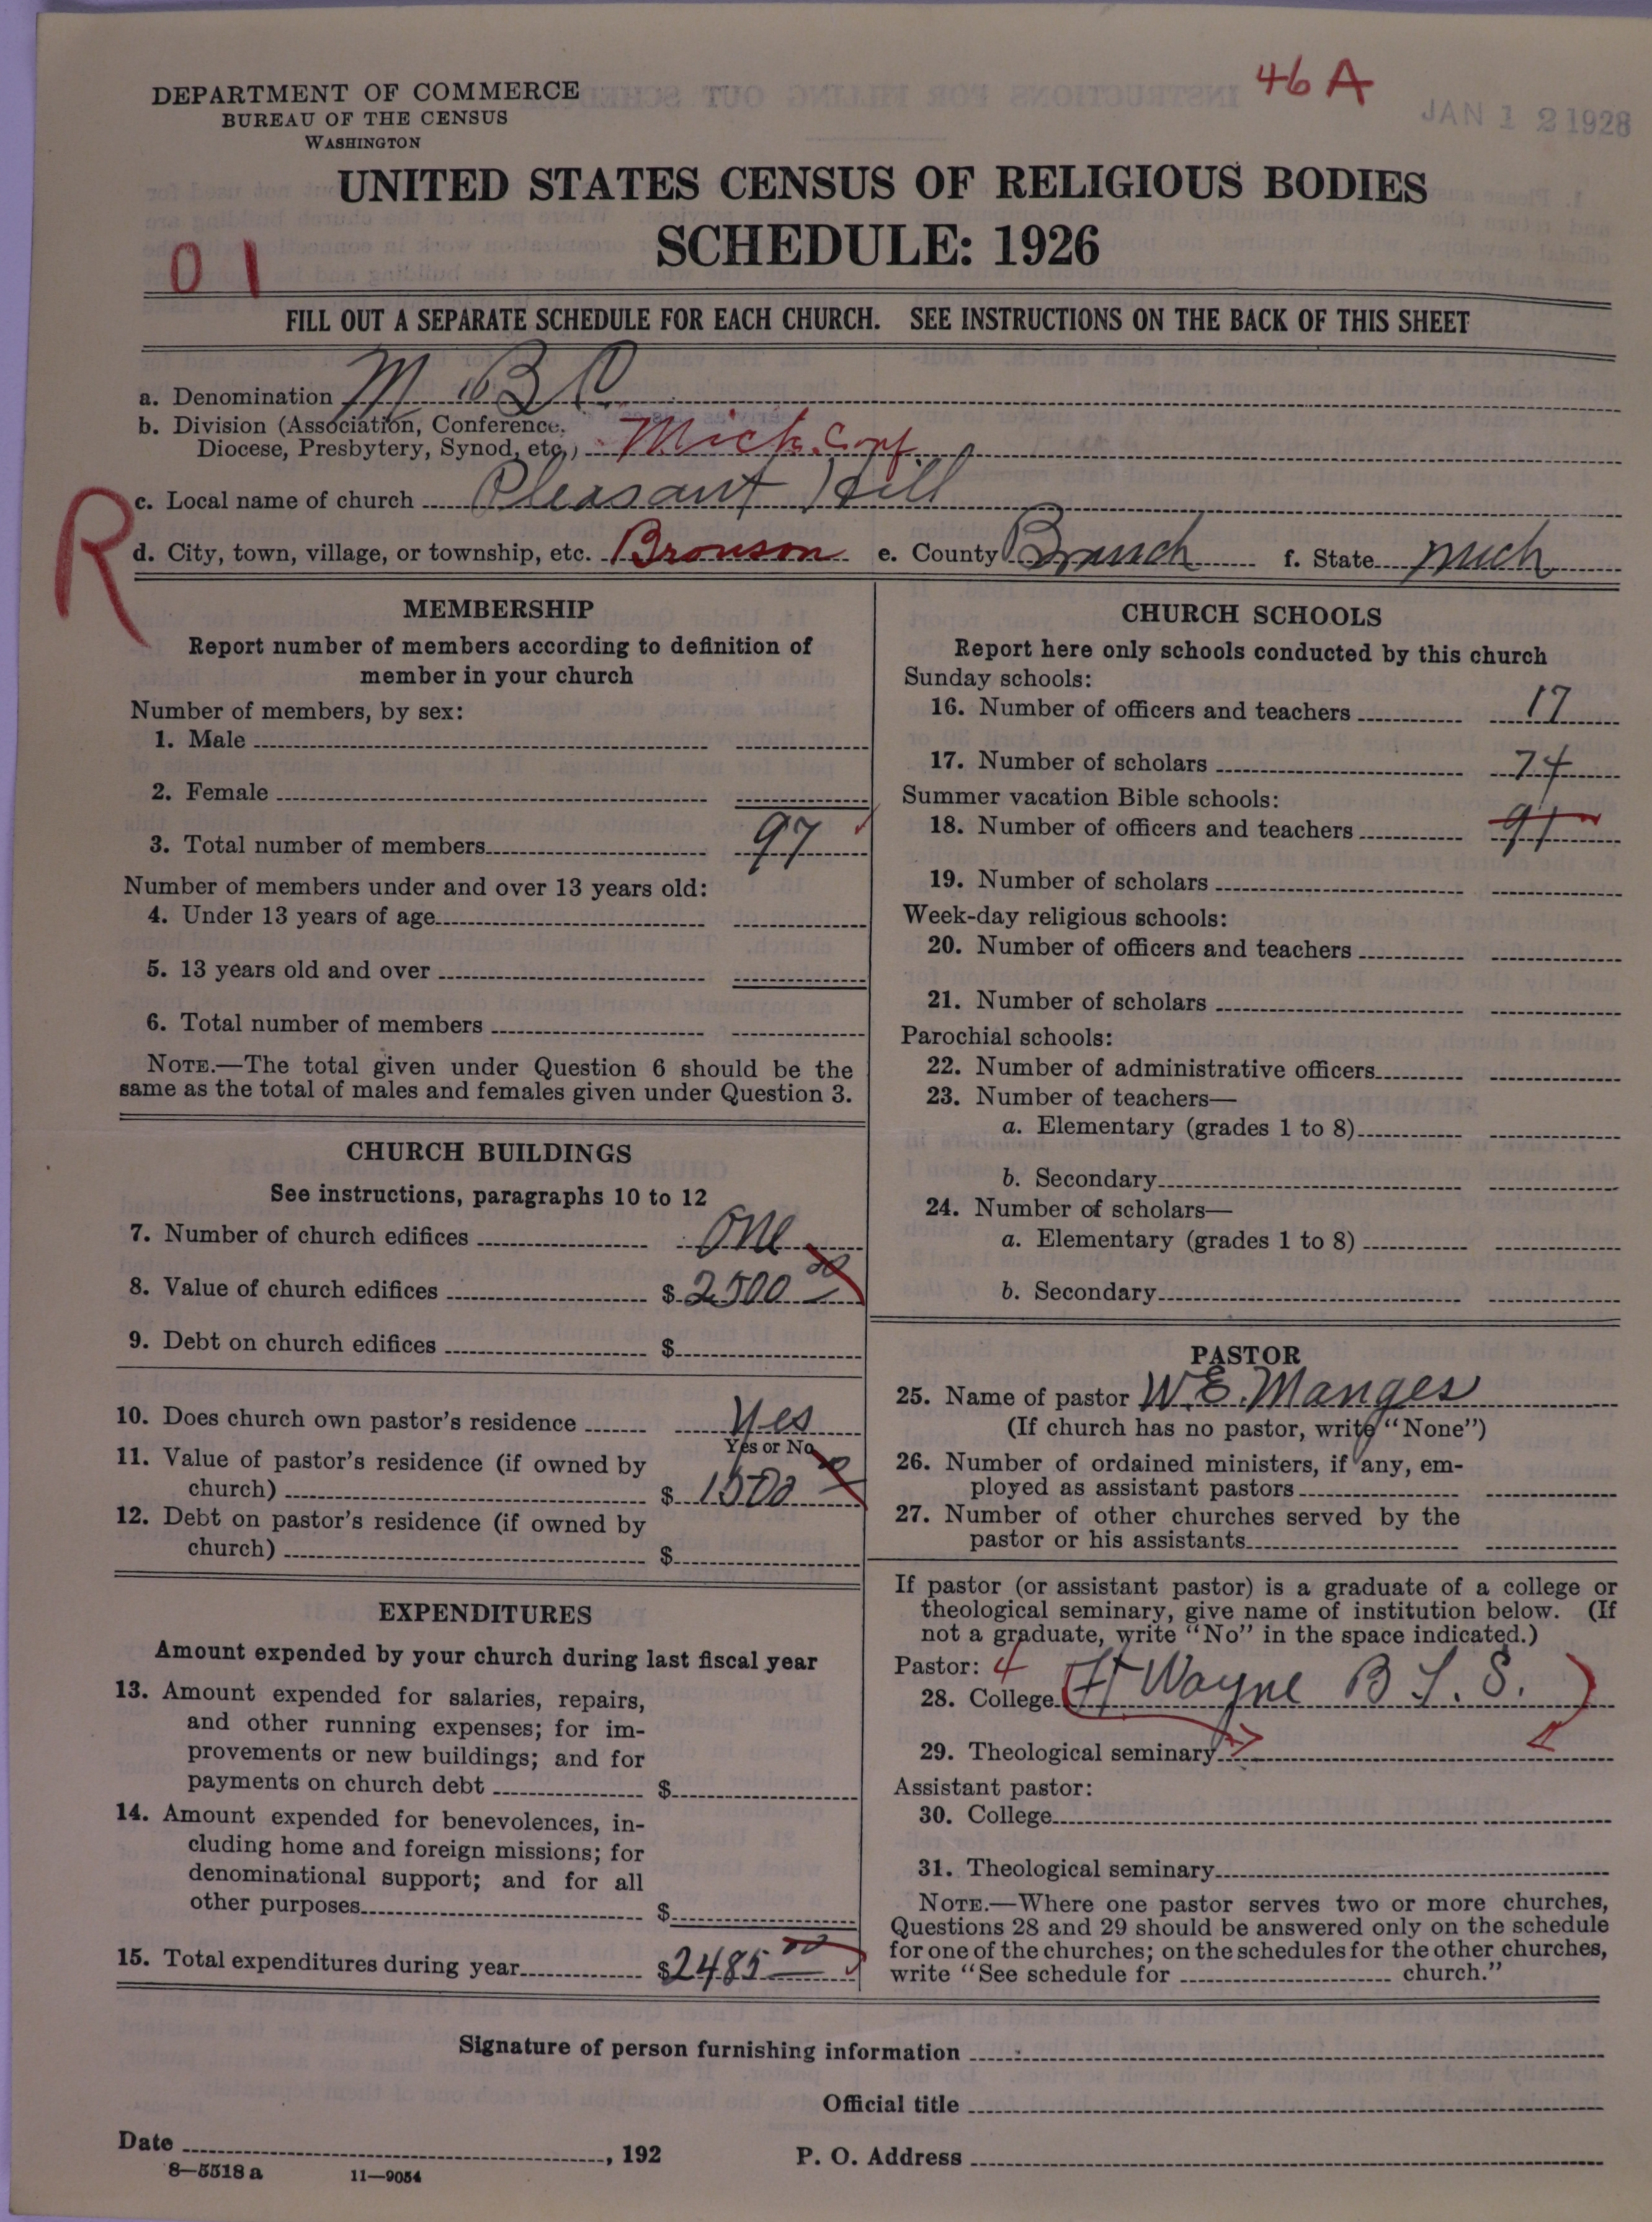 46 A
JAN 12 1928
DEPARTMENT OF COMMERCE
BUREAU OF THE CENSUS
WASHINGTON
UNITED STATES CENSUS OF RELIGIOUS BODIES
SCHEDULE: 1926
01
FILL OUT A SEPARATE SCHEDULE FOR EACH CHURCH. SEE INSTRUCTIONS ON THE BACK OF THIS SHEET
a. Denomination M B C
b. Division (Association, Conference,
Diocese, Presbytery, Synod, etc.) Mich. Conf.
R
c. Local name of church Pleasant Hill
d. City, town, village, or township, etc. Bronson e. County Branch f. State Mich
MEMBERSHIP
Report number of members according to definition of
member in your church
Number of members, by sex:
1. Male
2. Female
3. Total number of members 97
Number of members under and over 13 years old:
4. Under 13 years of age
5. 13 years old and over
6. Total number of members
NOTE.—The total given under Question 6 should be the
same as the total of males and females given under Question 3.
CHURCH BUILDINGS
See instructions, paragraphs 10 to 12
7. Number of church edifices One
8. Value of church edifices $ 2500 00
9. Debt on church edifices $
10. Does church own pastor's residence Yes
Yes or No
11. Value of pastor's residence (if owned by
church) $ 1500 00
12. Debt on pastor's residence (if owned by
church) $
EXPENDITURES
Amount expended by your church during last fiscal year
13. Amount expended for salaries, repairs,
and other running expenses; for im-
provements or new buildings; and for
payments on church debt $
14. Amount expended for benevolences, in-
cluding home and foreign missions; for
denominational support; and for all
other purposes $
15. Total expenditures during year $2485 00
CHURCH SCHOOLS
Report here only schools conducted by this church
Sunday schools:
16. Number of officers and teachers 17
17. Number of scholars 74
Summer vacation Bible schools:
18. Number of officers and teachers 91
19. Number of scholars
Week-day religious schools:
20. Number of officers and teachers
21. Number of scholars
Parochial schools:
22. Number of administrative officers
23. Number of teachers—
a. Elementary (grades 1 to 8)
b. Secondary
24. Number of scholars—
a. Elementary (grades 1 to 8)
b. Secondary
PASTOR
25. Name of pastor W. E. Manges
(If church has no pastor, write "None")
26. Number of ordained ministers, if any, em-
ployed as assistant pastors
27. Number of other churches served by the
pastor or his assistants
If pastor (or assistant pastor) is a graduate of a college or
theological seminary, give name of institution below. (If
not a graduate, write "No" in the space indicated.)
Pastor: 4
28. College Ft Wayne B T. S.
29. Theological seminary
Assistant pastor:
30. College
31. Theological seminary
NOTE.—Where one pastor serves two or more churches,
Questions 28 and 29 should be answered only on the schedule
for one of the churches; on the schedules for the other churches,
write "See schedule for church."
Signature of person furnishing information
Official title
Date , 192 P. O. Address
8—5518 a 11—9054